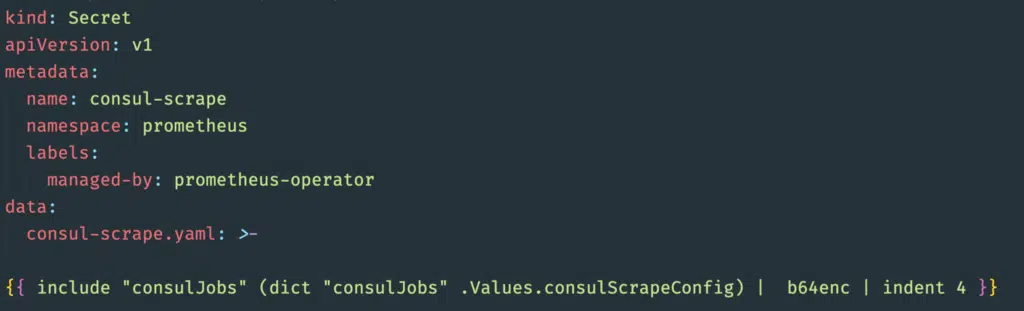 kind: Secret
apiVersion: v1
metadata:
  name: consul-scrape
  namespace: prometheus
  labels:
    managed-by: prometheus-operator
data:
  consul-scrape.yaml: >-
{{ include "consulJobs" (dict "consulJobs" .Values.consulScrapeConfig) |  b64enc | indent 4 }}